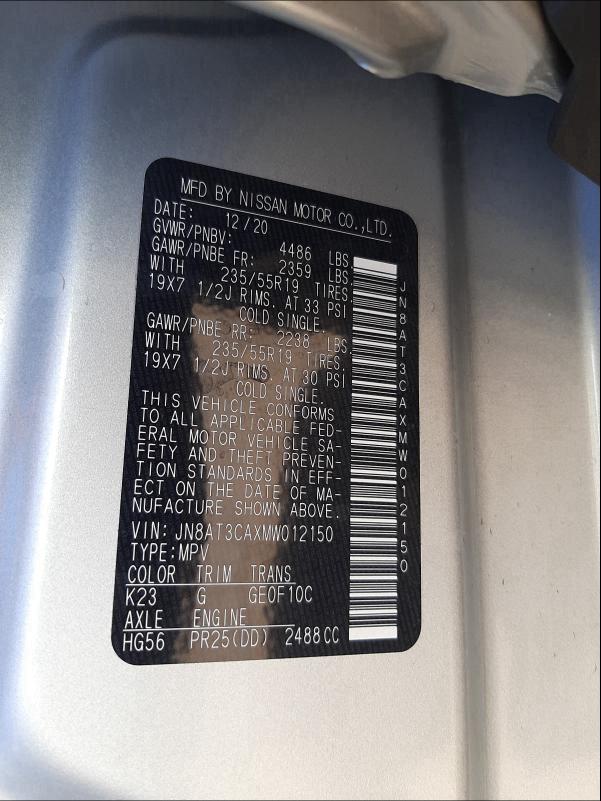 MFD BY NISSAN MOTOR CO.,LTD.
DATE: 12/20
GVWR/PNBV: 4486 LBS
GAWR/PNBE FR: 2359 LBS.
WITH 235/55R19 TIRES.
19X7 1/2J RIMS. AT 33 PSI
COLD SINGLE.
GAWR/PNBE RR: 2238 LBS.
WITH 235/55R19 TIRES.
19X7 1/2J RIMS AT 30 PSI
COLD SINGLE.
THIS VEHICLE CONFORMS
TO ALL APPLICABLE FED-
ERAL MOTOR VEHICLE SA-
FETY AND THEFT PREVEN-
TION STANDARDS IN EFF-
ECT ON THE DATE OF MA-
NUFACTURE SHOWN ABOVE.
VIN: JN8AT3CAXMW012150
TYPE:MPV
COLOR TRIM TRANS
K23 G GE0F10C
AXLE ENGINE
HG56 PR25(DD) 2488CC
JN8AT3CAXMW012150